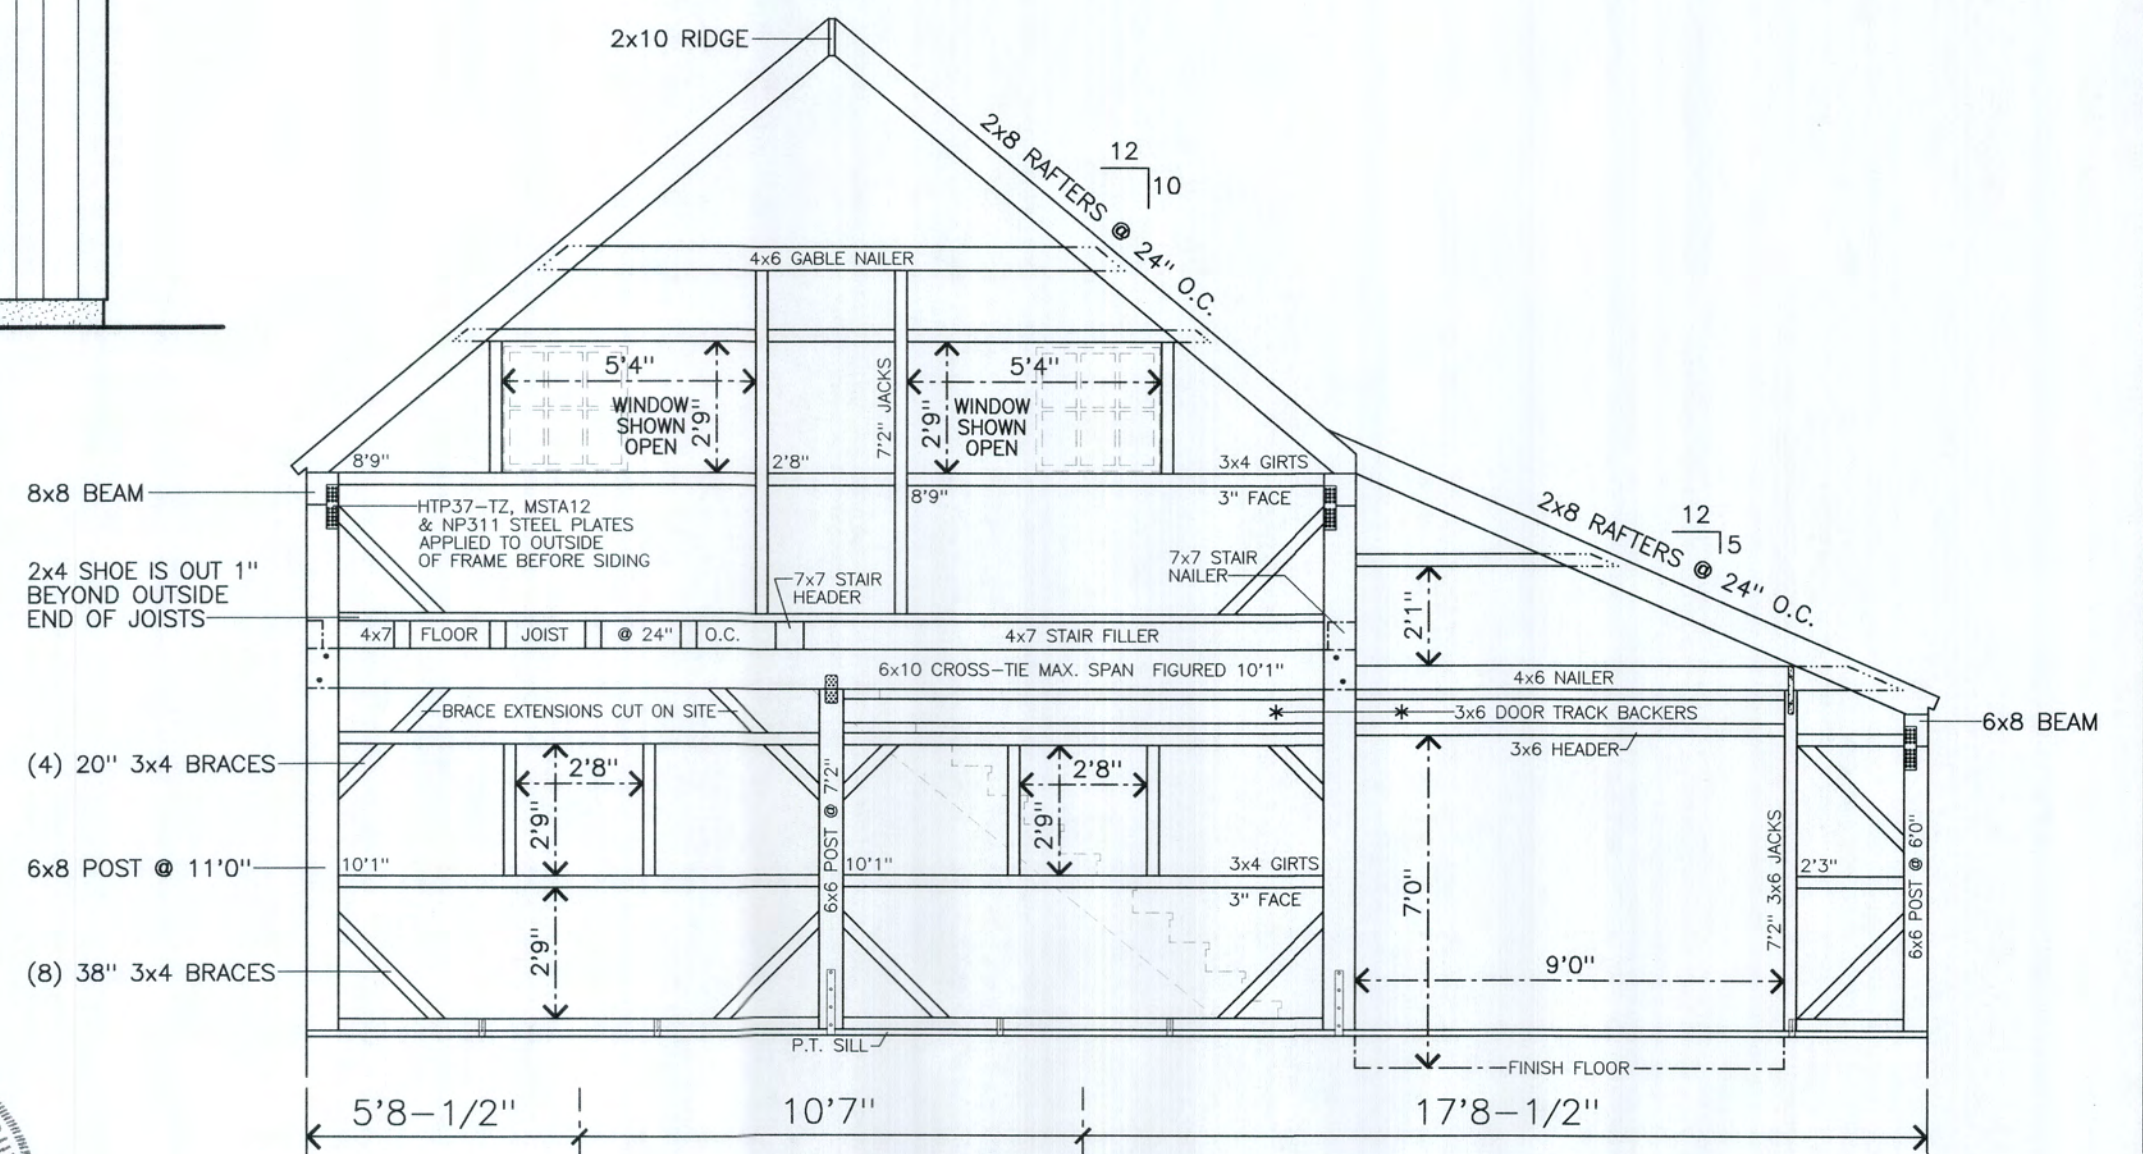 2x10 RIDGE
2x8 RAFTERS @ 24" O.C.
12
10
4x6 GABLE NAILER
5'4"
5'4"
WINDOW
SHOWN
OPEN
2'9"
7'2" JACKS
2'9"
WINDOW
SHOWN
OPEN
8'9"
2'8"
3x4 GIRTS
8x8 BEAM
8'9"
3" FACE
HTP37-TZ, MSTA12
& NP311 STEEL PLATES
APPLIED TO OUTSIDE
OF FRAME BEFORE SIDING
2x8 RAFTERS @ 24" O.C.
12
5
2x4 SHOE IS OUT 1"
BEYOND OUTSIDE
END OF JOISTS
7x7 STAIR
HEADER
7x7 STAIR
NAILER
2'1"
4x7 FLOOR JOIST @ 24" O.C.
4x7 STAIR FILLER
6x10 CROSS-TIE MAX. SPAN FIGURED 10'1"
4x6 NAILER
BRACE EXTENSIONS CUT ON SITE
* * 3x6 DOOR TRACK BACKERS
6x8 BEAM
3x6 HEADER
(4) 20" 3x4 BRACES
2'8"
2'9"
6x6 POST @ 7'2"
2'8"
2'9"
6x8 POST @ 11'0"
10'1"
10'1"
3x4 GIRTS
3" FACE
7'0"
7'2" 3x6 JACKS
2'3"
6x6 POST @ 6'0"
(8) 38" 3x4 BRACES
2'9"
9'0"
P.T. SILL
FINISH FLOOR
5'8-1/2"
10'7"
17'8-1/2"